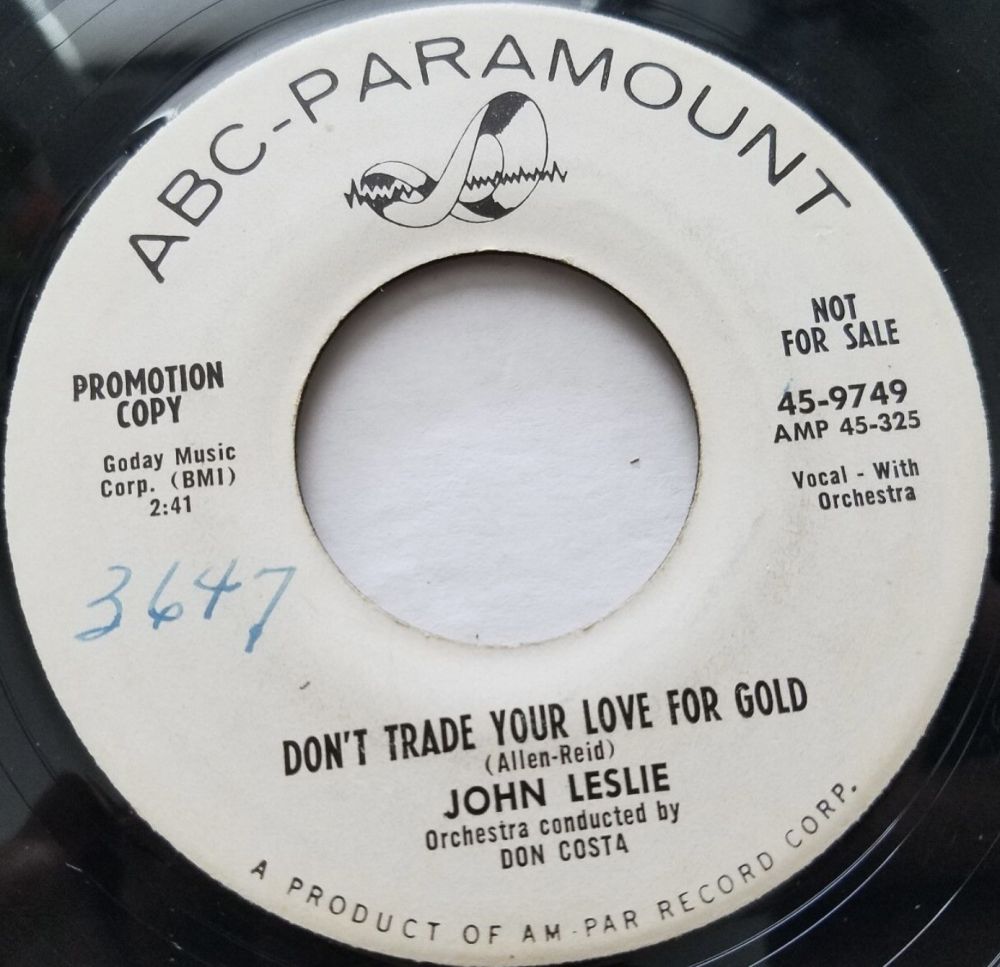 ABC-PARAMOUNT
NOT
FOR SALE
PROMOTION
COPY
45-9749
AMP 45-325
Goday Music
Corp. (BMI)
2:41
Vocal - With
Orchestra
3647
DON'T TRADE YOUR LOVE FOR GOLD
(Allen-Reid)
JOHN LESLIE
Orchestra conducted by
DON COSTA
A PRODUCT OF AM-PAR RECORD CORP.